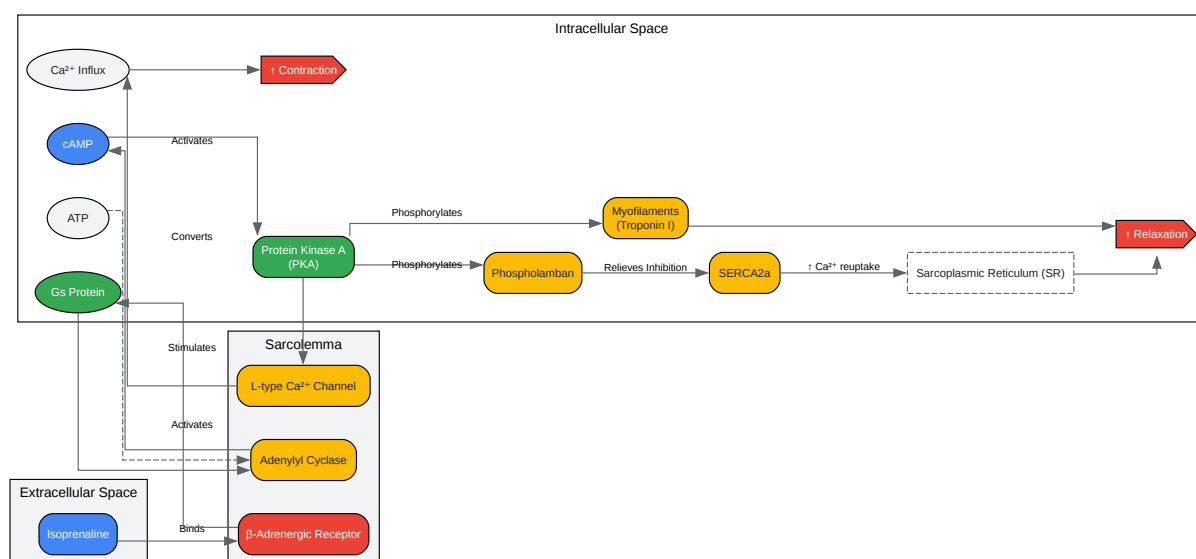 Intracellular Space
Ca²⁺ Influx
↑ Contraction
cAMP
Activates
ATP
Converts
Protein Kinase A
(PKA)
Phosphorylates
Myofilaments
(Troponin I)
↑ Relaxation
Phosphorylates
Phospholamban
Relieves Inhibition
SERCA2a
↑ Ca²⁺ reuptake
Sarcoplasmic Reticulum (SR)
Gs Protein
Stimulates
Sarcolemma
L-type Ca²⁺ Channel
Activates
Adenylyl Cyclase
Extracellular Space
Isoprenaline
Binds
β-Adrenergic Receptor